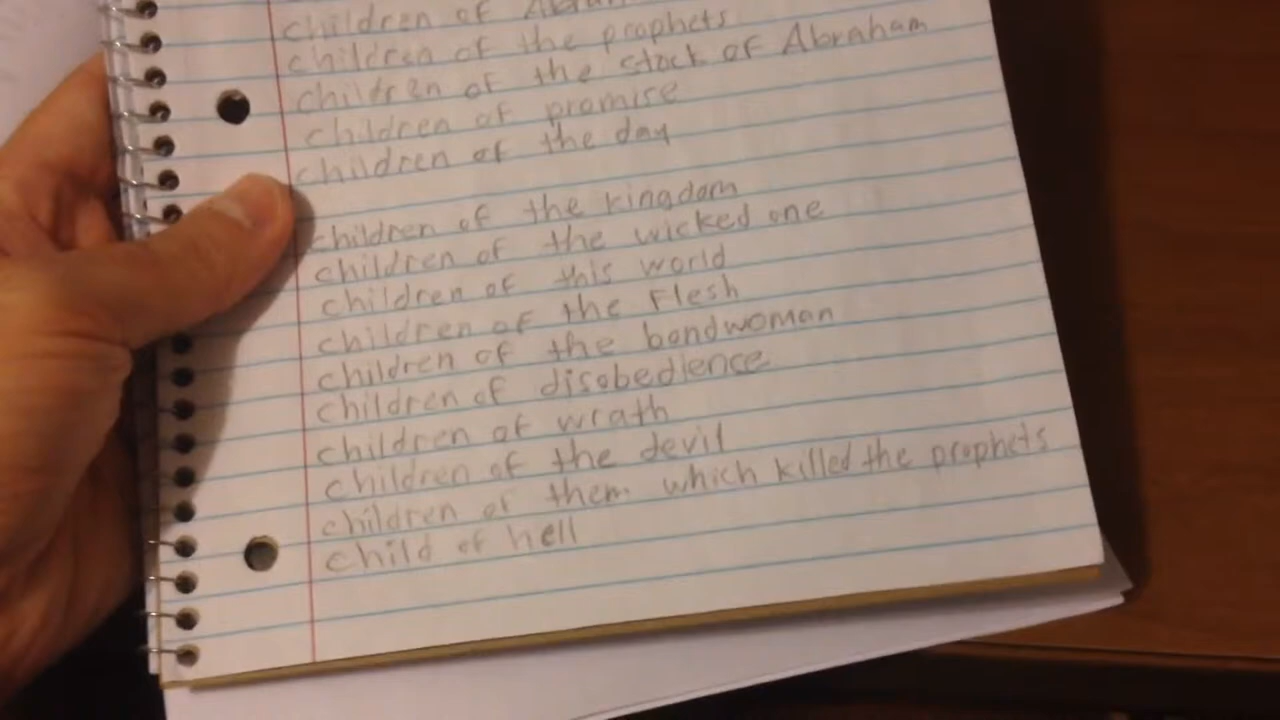 children of
children of the prophets
children of the stock of Abraham
children of promise
children of the day
children of the kingdom
children of the wicked one
children of this world
children of the Flesh
children of the bondwoman
children of disobedience
children of wrath
children of the devil
children of them which killed the prophets
child of hell